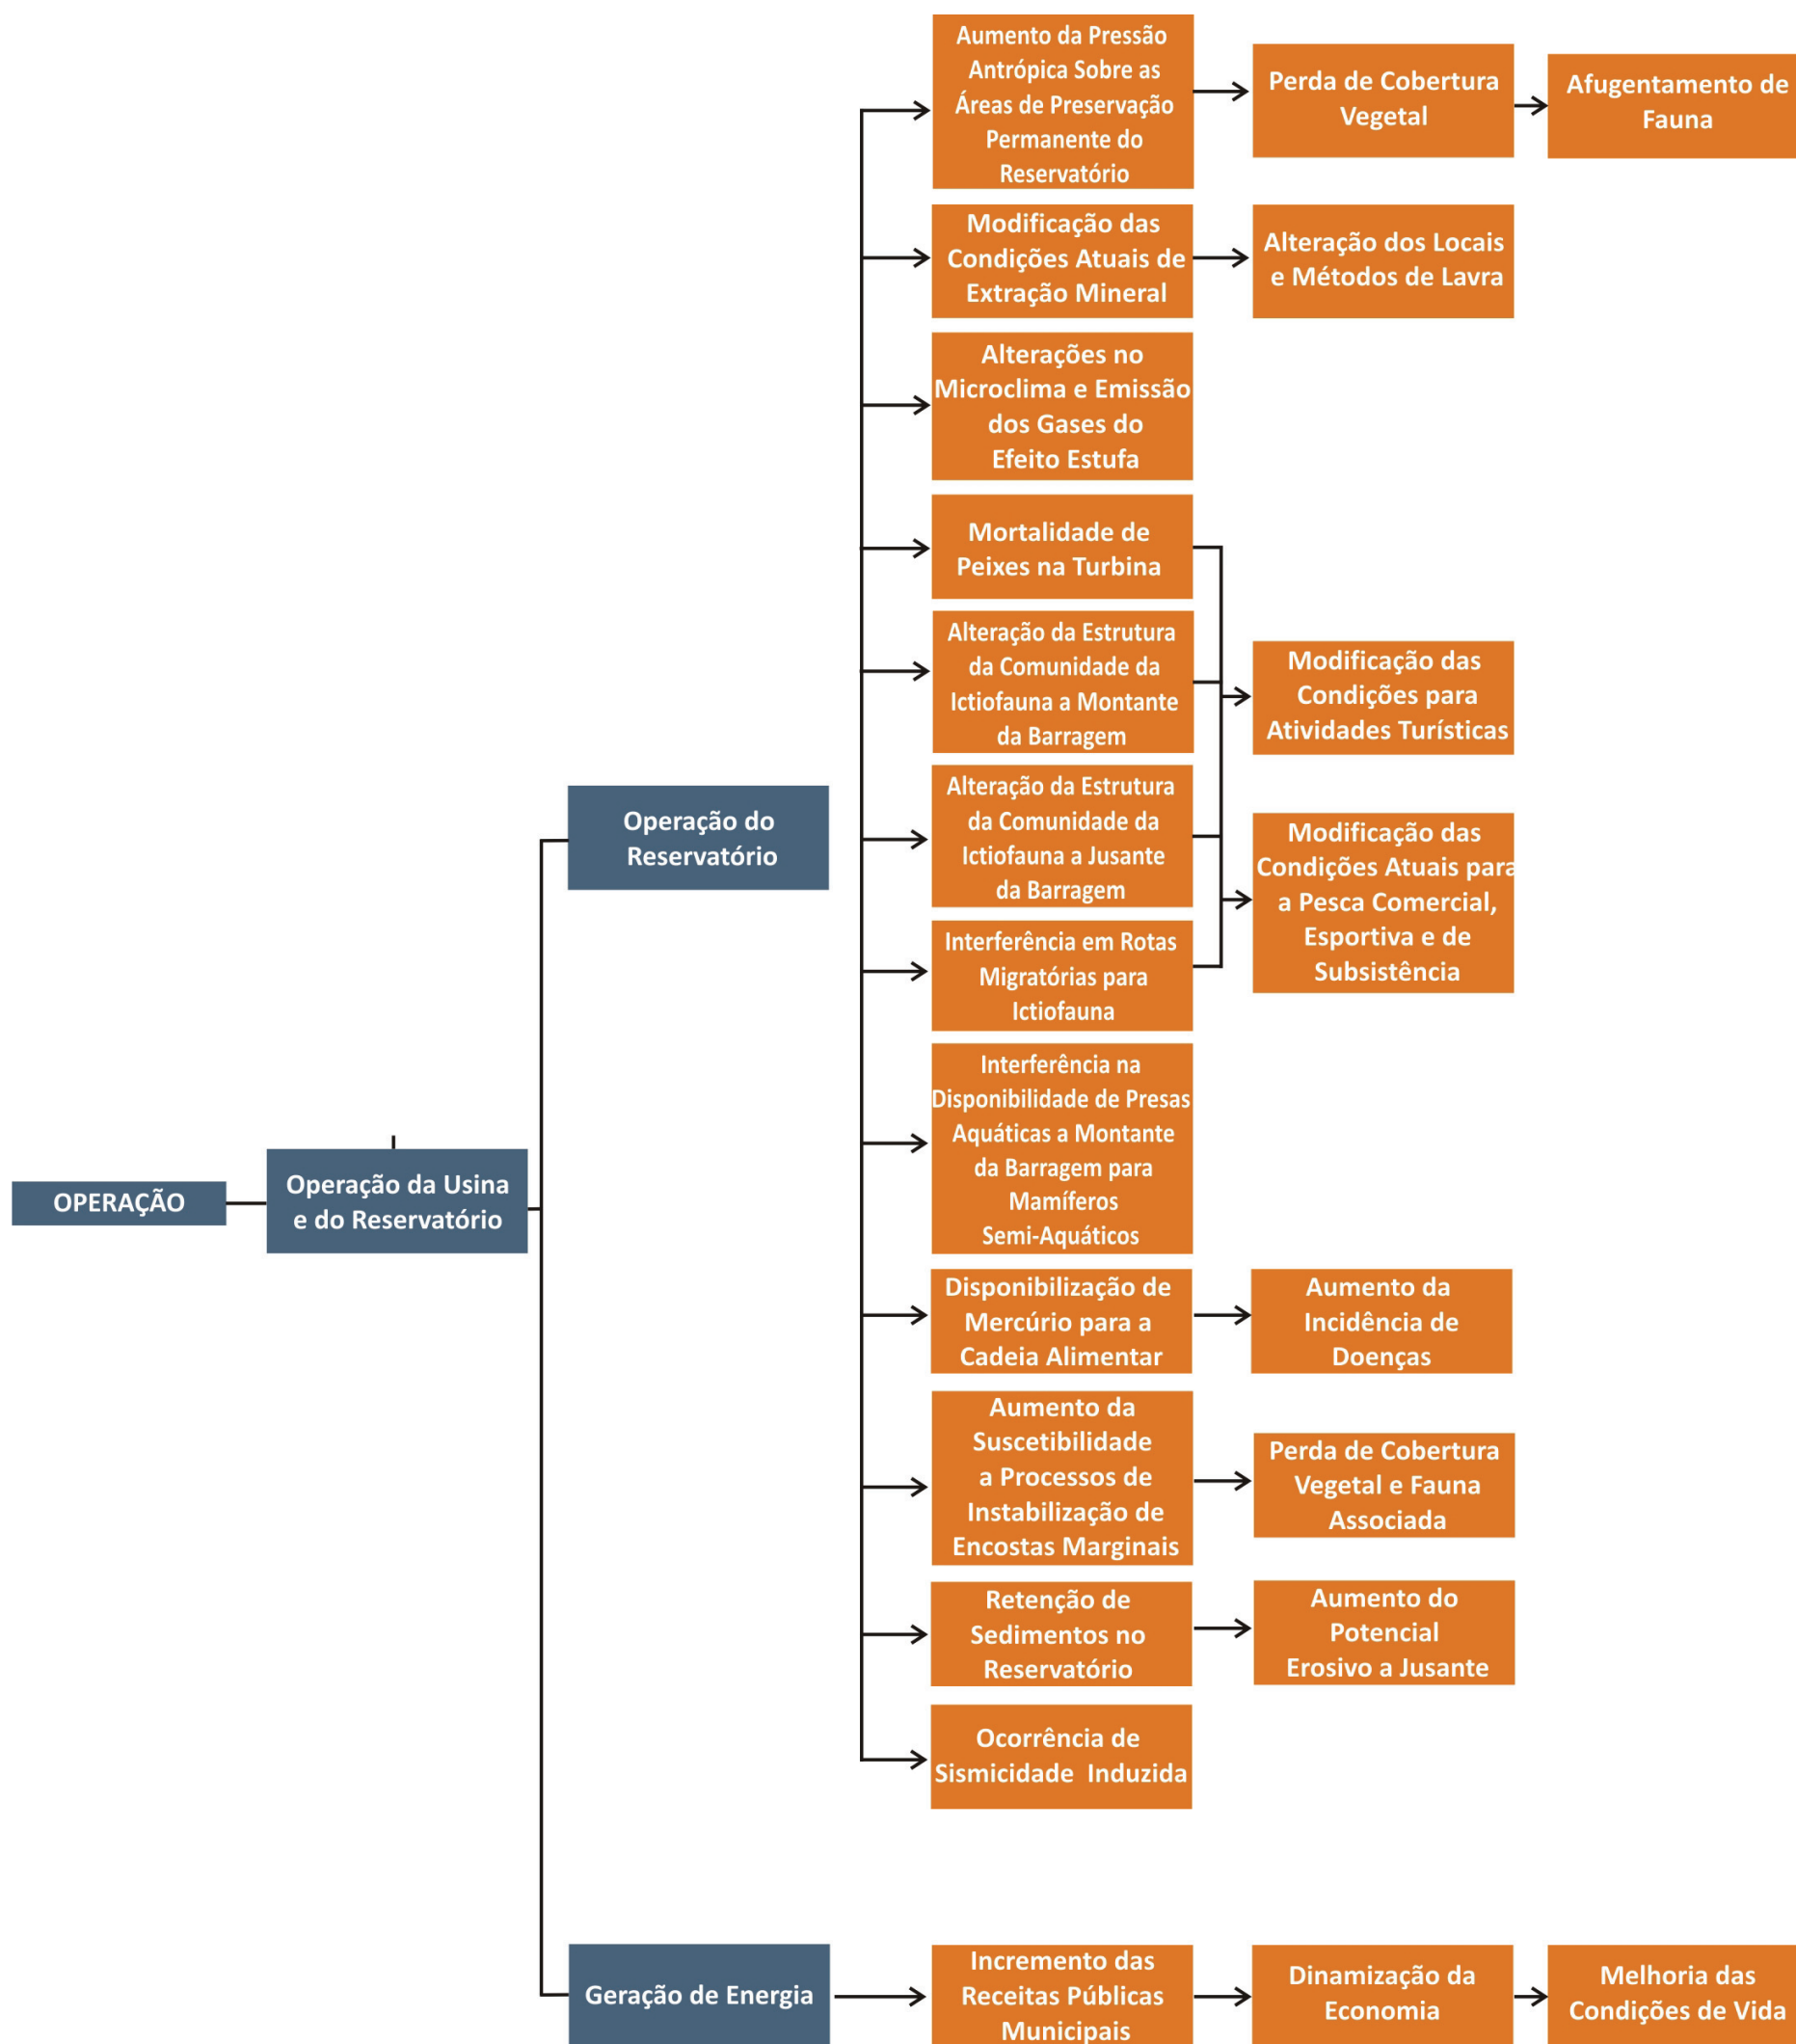 Aumento da Pressão
Antrópica Sobre as
Áreas de Preservação
Permanente do
Reservatório
Perda de Cobertura
Vegetal
Afugentamento de
Fauna
Modificação das
Condições Atuais de
Extração Mineral
Alteração dos Locais
e Métodos de Lavra
Alterações no
Microclima e Emissão
dos Gases do
Efeito Estufa
Mortalidade de
Peixes na Turbina
Alteração da Estrutura
da Comunidade da
Ictiofauna a Montante
da Barragem
Modificação das
Condições para
Atividades Turísticas
Operação do
Reservatório
Alteração da Estrutura
da Comunidade da
Ictiofauna a Jusante
da Barragem
Modificação das
Condições Atuais para
a Pesca Comercial,
Esportiva e de
Subsistência
Interferência em Rotas
Migratórias para
Ictiofauna
Interferência na
Disponibilidade de Presas
Aquáticas a Montante
da Barragem para
Mamíferos
Semi-Aquáticos
OPERAÇÃO
Operação da Usina
e do Reservatório
Disponibilização de
Mercúrio para a
Cadeia Alimentar
Aumento da
Incidência de
Doenças
Aumento da
Suscetibilidade
a Processos de
Instabilização de
Encostas Marginais
Perda de Cobertura
Vegetal e Fauna
Associada
Retenção de
Sedimentos no
Reservatório
Aumento do
Potencial
Erosivo a Jusante
Ocorrência de
Sismicidade Induzida
Geração de Energia
Incremento das
Receitas Públicas
Municipais
Dinamização da
Economia
Melhoria das
Condições de Vida